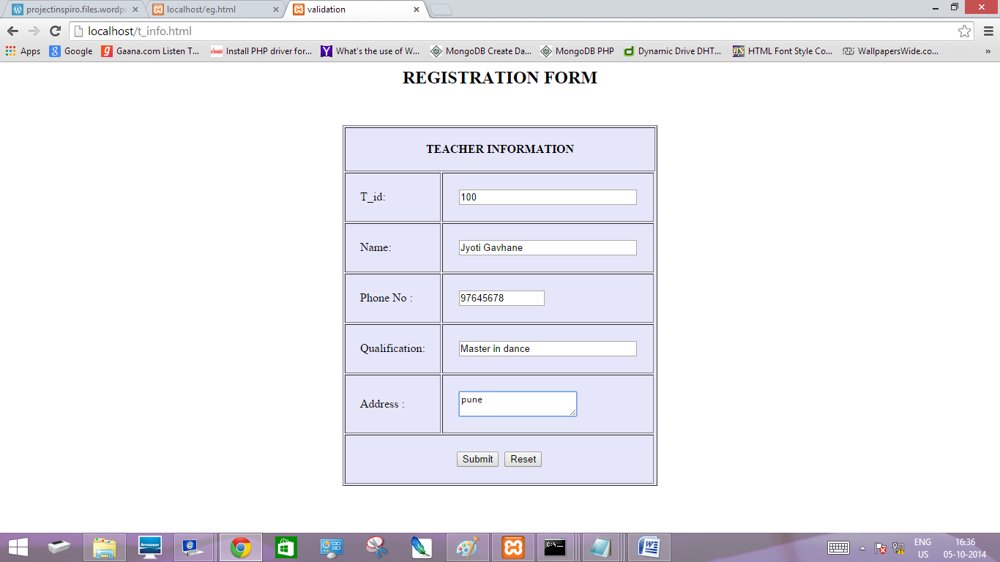 projectinspiro.files.wordpr
localhost/eg.html
validation
localhost/t_info.html
Apps
Google
Gaana.com Listen T...
Install PHP driver for...
What's the use of W...
MongoDB Create Da...
MongoDB PHP
Dynamic Drive DHT...
HTML Font Style Co...
WallpapersWide.co...
»
REGISTRATION FORM
TEACHER INFORMATION
T_id: 100
Name: Jyoti Gavhane
Phone No : 97645678
Qualification: Master in dance
Address : pune
Submit Reset
lenovo
C:\_
ENG 16:36
US 05-10-2014